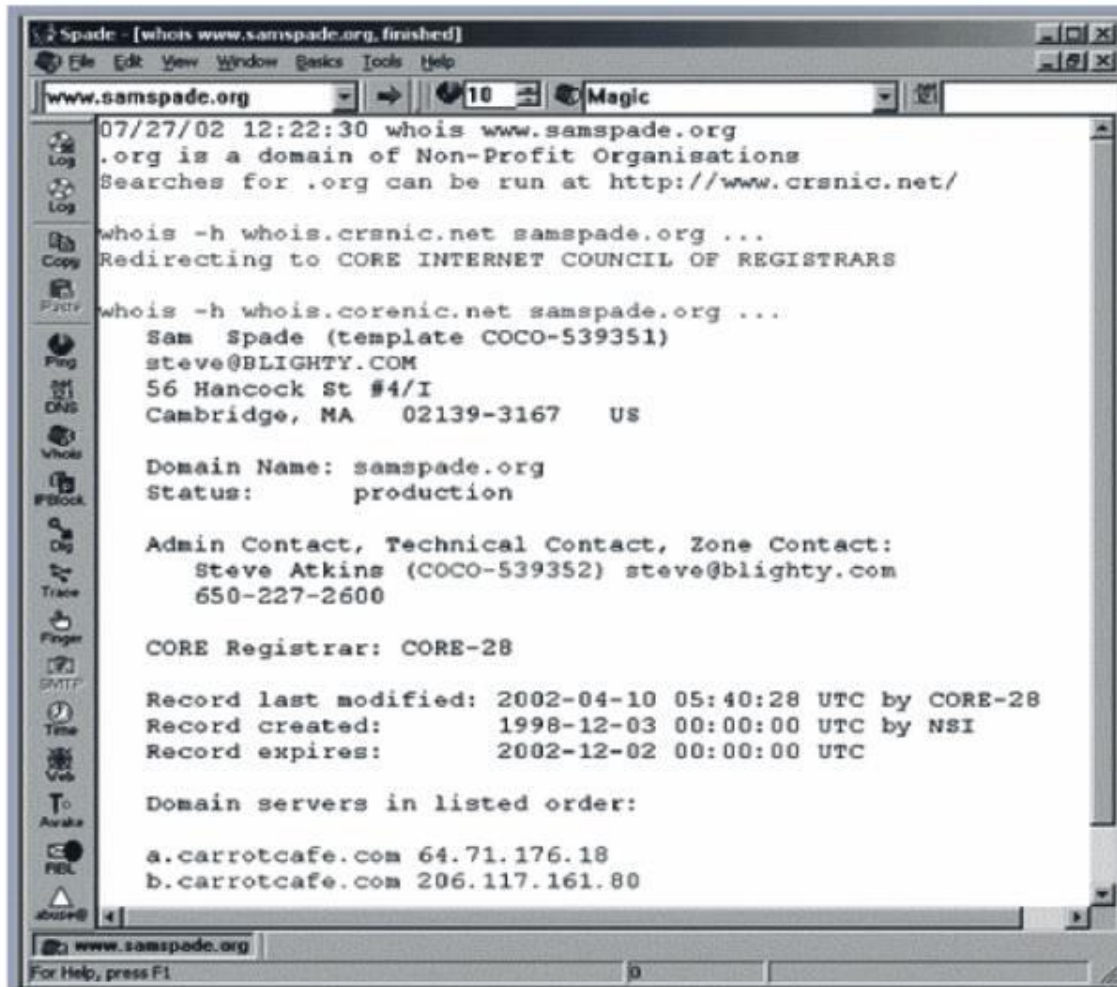 Spade - [whois www.samspade.org, finished]
File Edit View Window Basics Tools Help
www.samspade.org 10 Magic
07/27/02 12:22:30 whois www.samspade.org
.org is a domain of Non-Profit Organisations
Searches for .org can be run at http://www.crsnic.net/
whois -h whois.crsnic.net samspade.org ...
Redirecting to CORE INTERNET COUNCIL OF REGISTRARS
whois -h whois.corenic.net samspade.org ...
Sam Spade (template COCO-539351)
steve@BLIGHTY.COM
56 Hancock St #4/I
Cambridge, MA 02139-3167 US
Domain Name: samspade.org
Status: production
Admin Contact, Technical Contact, Zone Contact:
Steve Atkins (COCO-539352) steve@blighty.com
650-227-2600
CORE Registrar: CORE-28
Record last modified: 2002-04-10 05:40:28 UTC by CORE-28
Record created: 1998-12-03 00:00:00 UTC by NSI
Record expires: 2002-12-02 00:00:00 UTC
Domain servers in listed order:
a.carrotcafe.com 64.71.176.18
b.carrotcafe.com 206.117.161.80
Log
Log
Copy
Paste
Ping
DNS
Whois
IPBlock
Dig
Trace
Finger
SMTP
Time
Web
Awake
RBL
abuse@
www.samspade.org
For Help, press F1 0